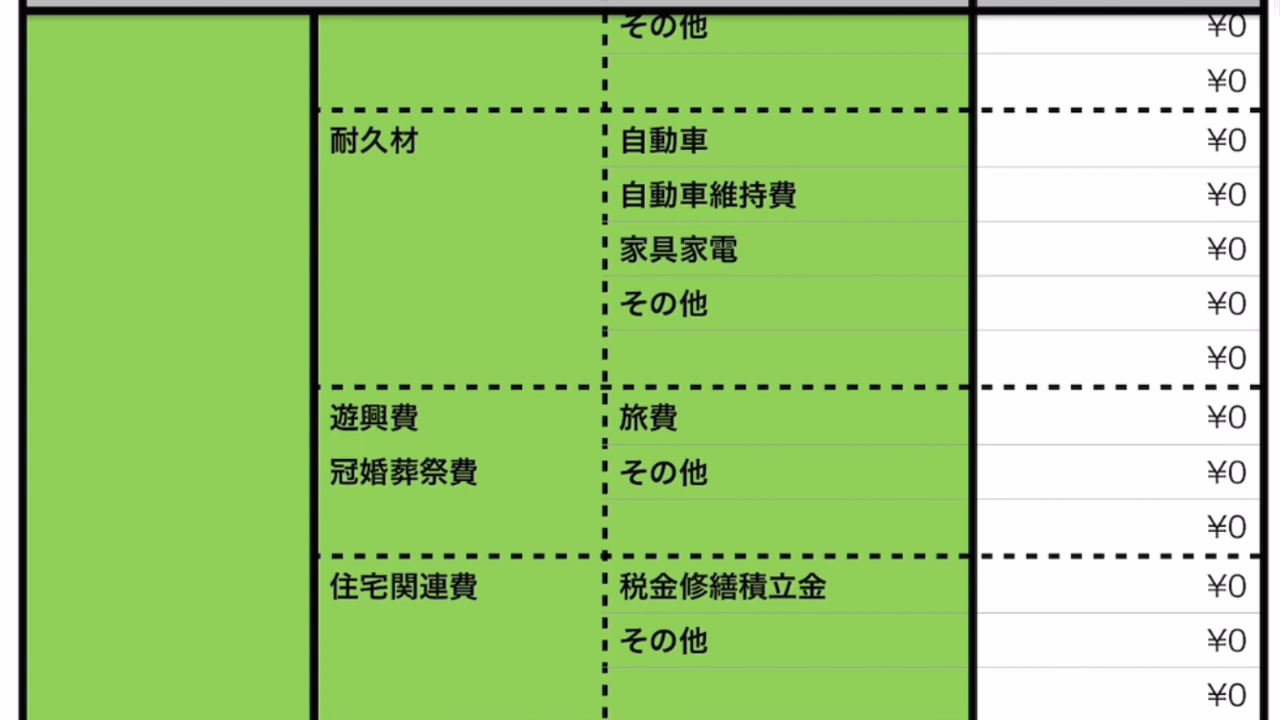 その他 ¥0
¥0
耐久材 自動車 ¥0
自動車維持費 ¥0
家具家電 ¥0
その他 ¥0
¥0
遊興費 旅費 ¥0
冠婚葬祭費 その他 ¥0
¥0
住宅関連費 税金修繕積立金 ¥0
その他 ¥0
¥0